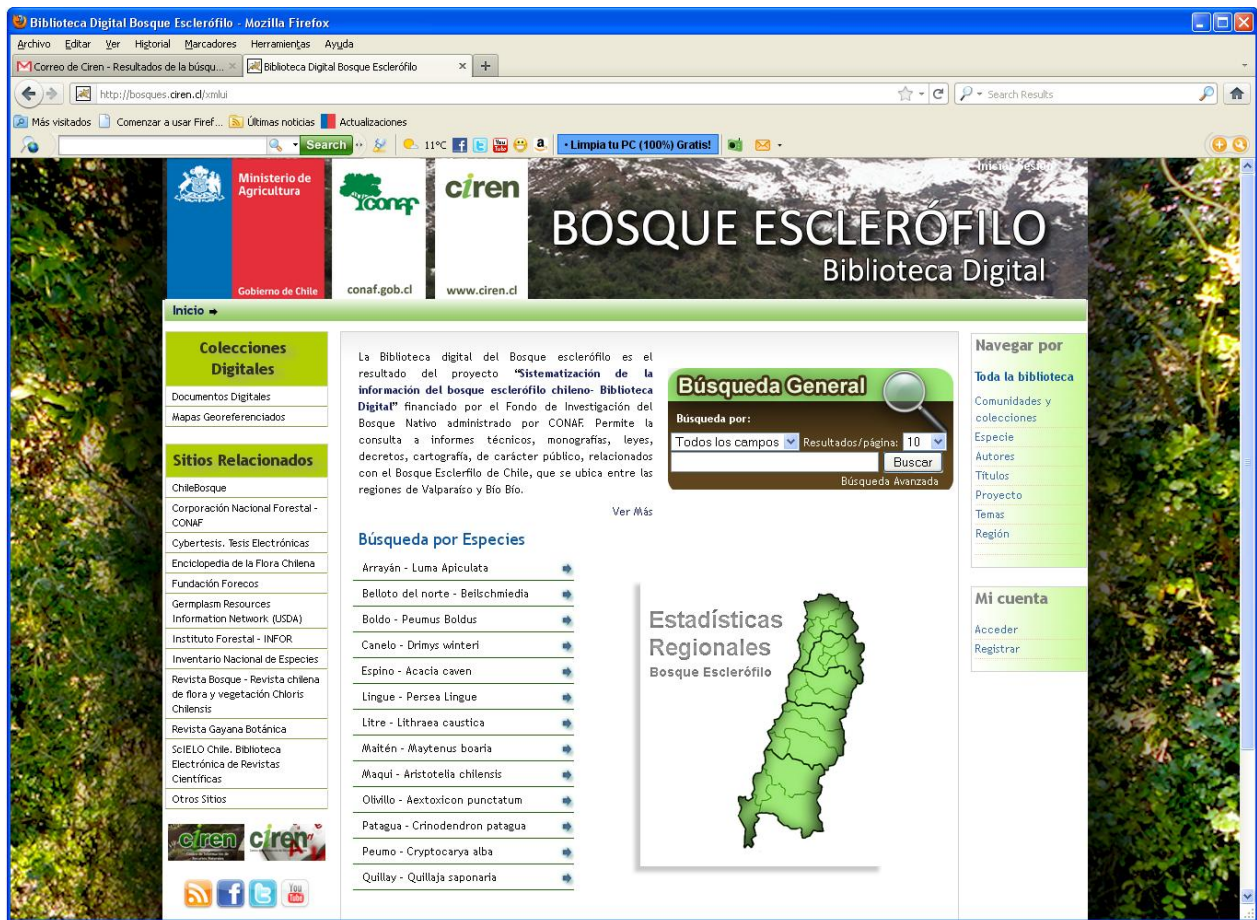 Biblioteca Digital Bosque Esclerófilo - Mozilla Firefox
Archivo Editar Ver Historial Marcadores Herramientas Ayuda
Correo de Ciren - Resultados de la búsqu...
Biblioteca Digital Bosque Esclerófilo
http://bosques.ciren.cl/xmlui
Search Results
Más visitados Comenzar a usar Firef... Últimas noticias Actualizaciones
Search 11°C You Tube a • Limpia tu PC (100%) Gratis!
Iniciar sesión
Ministerio de
Agricultura
Gobierno de Chile
conaf
conaf.gob.cl
ciren
www.ciren.cl
BOSQUE ESCLERÓFILO
Biblioteca Digital
Inicio
Colecciones
Digitales
Documentos Digitales
Mapas Georeferenciados
Sitios Relacionados
ChileBosque
Corporación Nacional Forestal -
CONAF
Cybertesis. Tesis Electrónicas
Enciclopedia de la Flora Chilena
Fundación Forecos
Germplasm Resources
Information Network (USDA)
Instituto Forestal - INFOR
Inventario Nacional de Especies
Revista Bosque - Revista chilena
de flora y vegetación Chloris
Chilensis
Revista Gayana Botánica
ScIELO Chile. Biblioteca
Electrónica de Revistas
Científicas
Otros Sitios
ciren ciren
You Tube
La Biblioteca digital del Bosque esclerófilo es el
resultado del proyecto “Sistematización de la
información del bosque esclerófilo chileno- Biblioteca
Digital” financiado por el Fondo de Investigación del
Bosque Nativo administrado por CONAF. Permite la
consulta a informes técnicos, monografías, leyes,
decretos, cartografía, de carácter público, relacionados
con el Bosque Esclerfilo de Chile, que se ubica entre las
regiones de Valparaíso y Bío Bío.
Ver Más
Búsqueda General
Búsqueda por:
Todos los campos Resultados/página: 10
Buscar
Búsqueda Avanzada
Búsqueda por Especies
Arrayán - Luma Apiculata
Belloto del norte - Beilschmiedia
Boldo - Peumus Boldus
Canelo - Drimys winteri
Espino - Acacia caven
Lingue - Persea Lingue
Litre - Lithraea caustica
Maitén - Maytenus boaria
Maqui - Aristotelia chilensis
Olivillo - Aextoxicon punctatum
Patagua - Crinodendron patagua
Peumo - Cryptocarya alba
Quillay - Quillaja saponaria
Estadísticas
Regionales
Bosque Esclerófilo
Navegar por
Toda la biblioteca
Comunidades y
colecciones
Especie
Autores
Títulos
Proyecto
Temas
Región
Mi cuenta
Acceder
Registrar